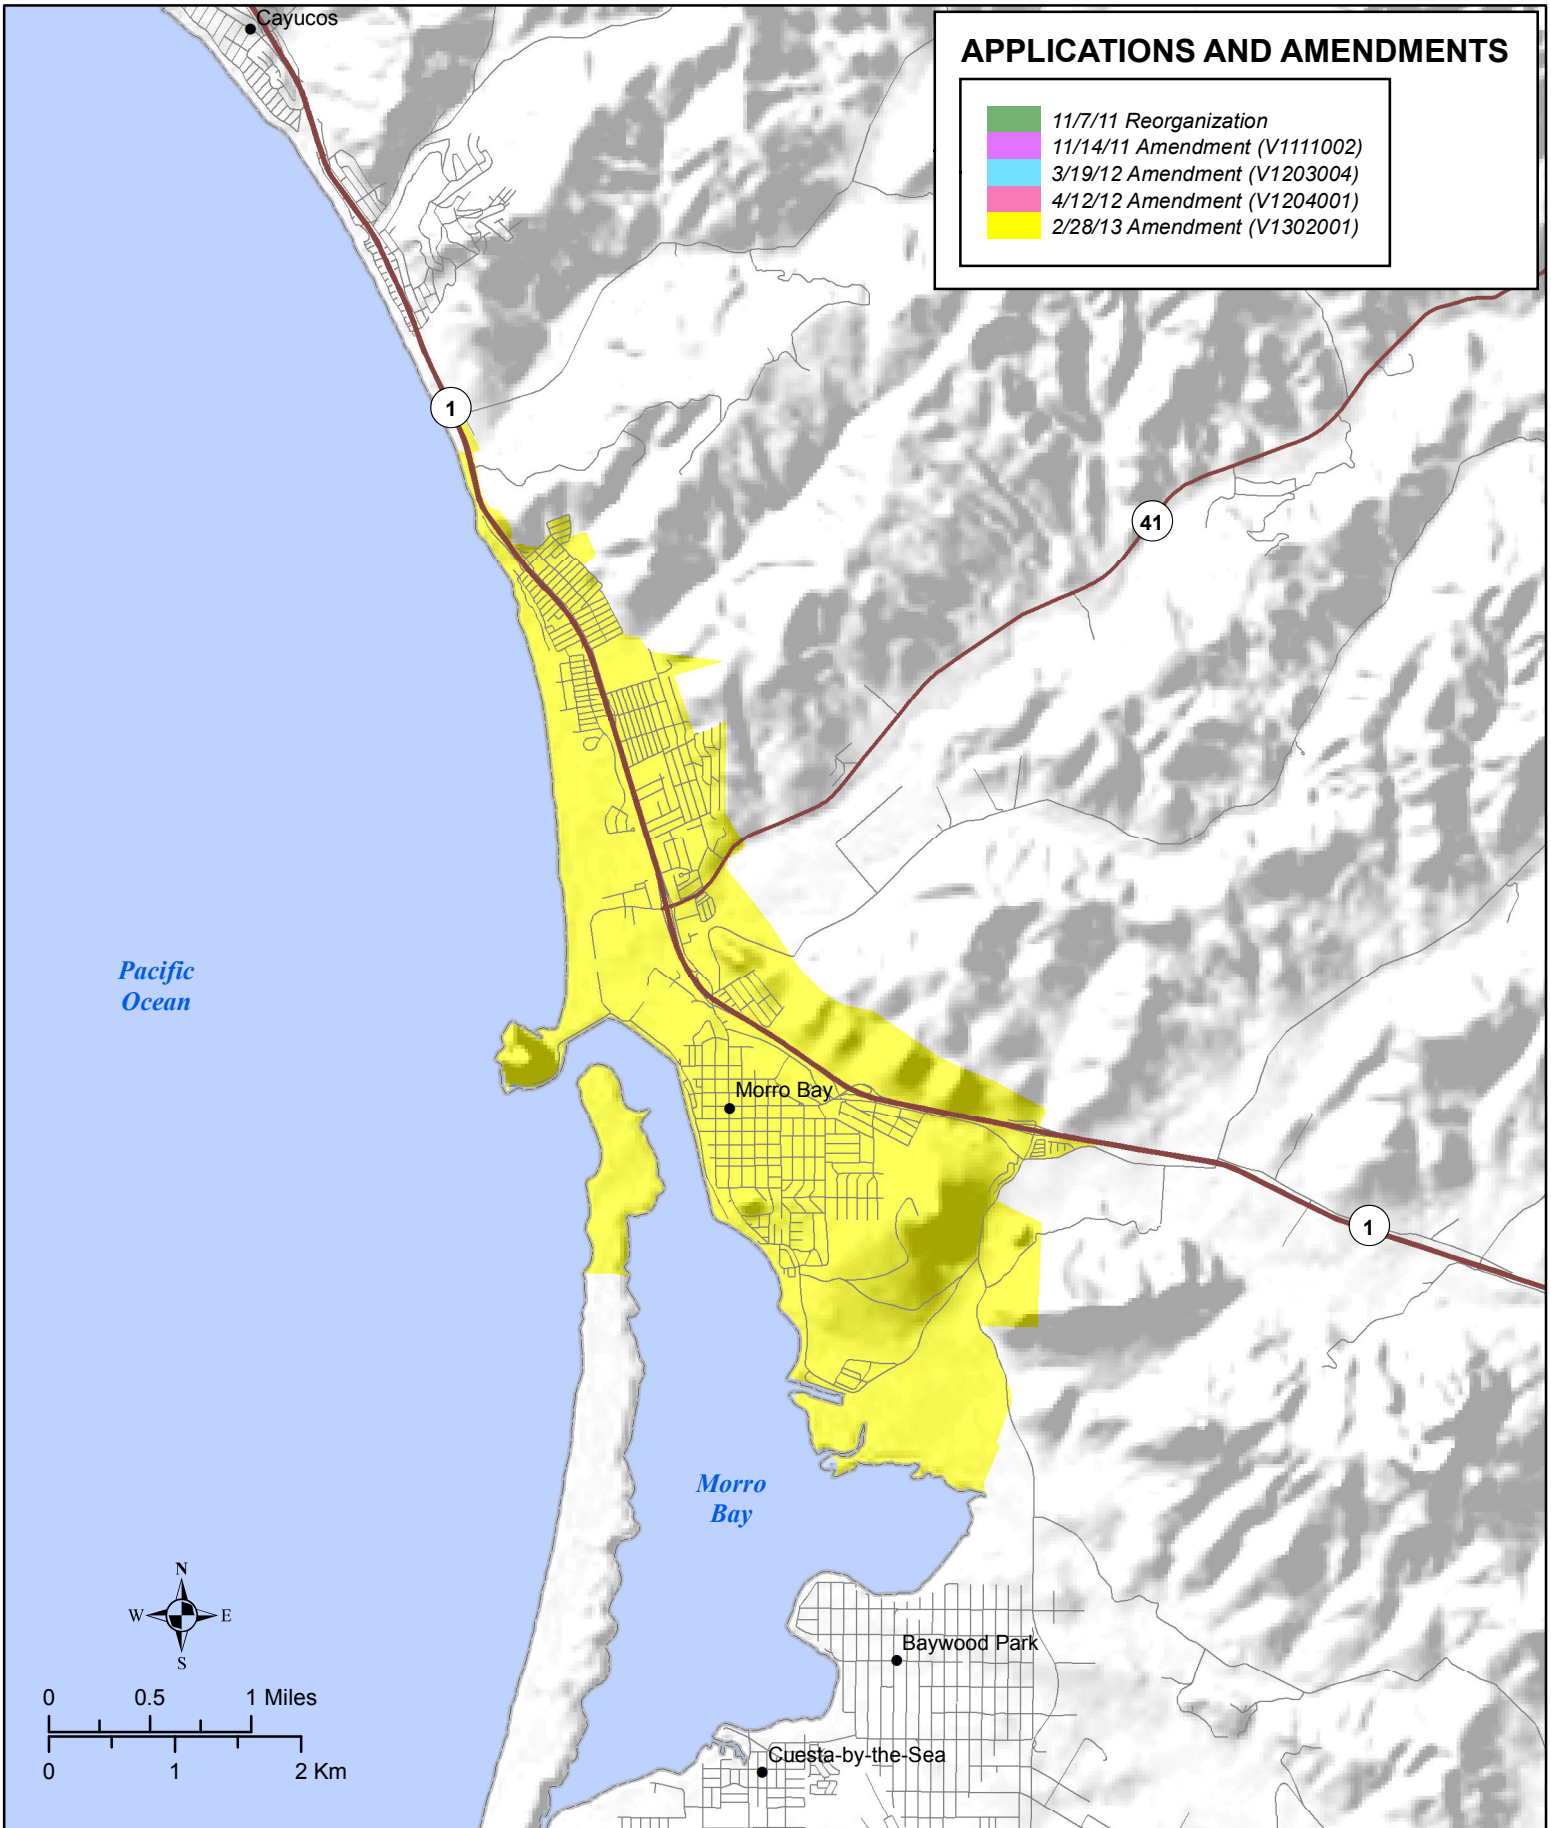 Cayucos
APPLICATIONS AND AMENDMENTS
11/7/11 Reorganization
11/14/11 Amendment (V1111002)
3/19/12 Amendment (V1203004)
4/12/12 Amendment (V1204001)
2/28/13 Amendment (V1302001)
1
41
Pacific
Ocean
Morro Bay
1
Morro
Bay
N
W E
S
Baywood Park
0 0.5 1 Miles
Cuesta-by-the-Sea
0 1 2 Km